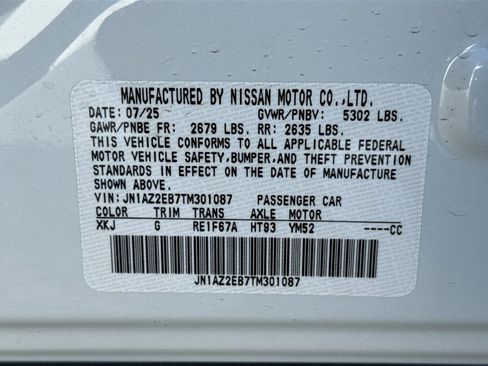 MANUFACTURED BY NISSAN MOTOR CO.,LTD.
DATE: 07/25 GVWR/PNBV: 5302 LBS.
GAWR/PNBE FR: 2679 LBS. RR: 2635 LBS.
THIS VEHICLE CONFORMS TO ALL APPLICABLE FEDERAL
MOTOR VEHICLE SAFETY, BUMPER, AND THEFT PREVENTION
STANDARDS IN EFFECT ON THE DATE OF MANUFACTURE
SHOWN ABOVE.
VIN: JN1AZ2EB7TM301087 PASSENGER CAR
COLOR TRIM TRANS AXLE MOTOR
XKJ G RE1F67A HT93 YM52 ----CC
JN1AZ2EB7TM301087